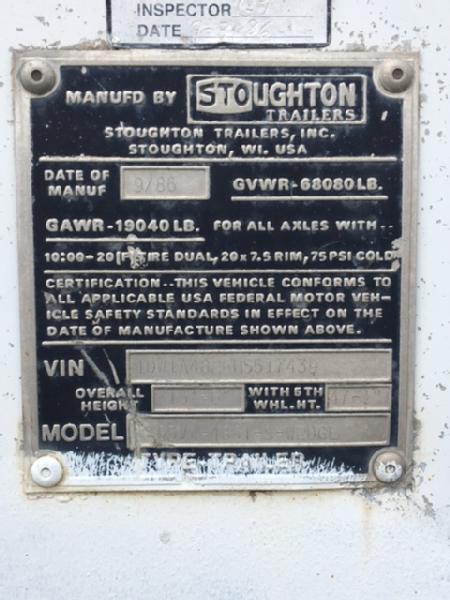 INSPECTOR
DATE
MANUFD BY STOUGHTON
TRAILERS
STOUGHTON TRAILERS, INC.
STOUGHTON, WI. USA
DATE OF MANUF 9/86 GVWR-68080 LB.
GAWR-19040 LB. FOR ALL AXLES WITH--
10:00-20 [F] TIRE DUAL, 20 x 7.5 RIM, 75 PSI COLD
CERTIFICATION--THIS VEHICLE CONFORMS TO
ALL APPLICABLE USA FEDERAL MOTOR VEH-
ICLE SAFETY STANDARDS IN EFFECT ON THE
DATE OF MANUFACTURE SHOWN ABOVE.
VIN
OVERALL HEIGHT WITH 5TH WHL.HT.
MODEL
TYPE TRAILER